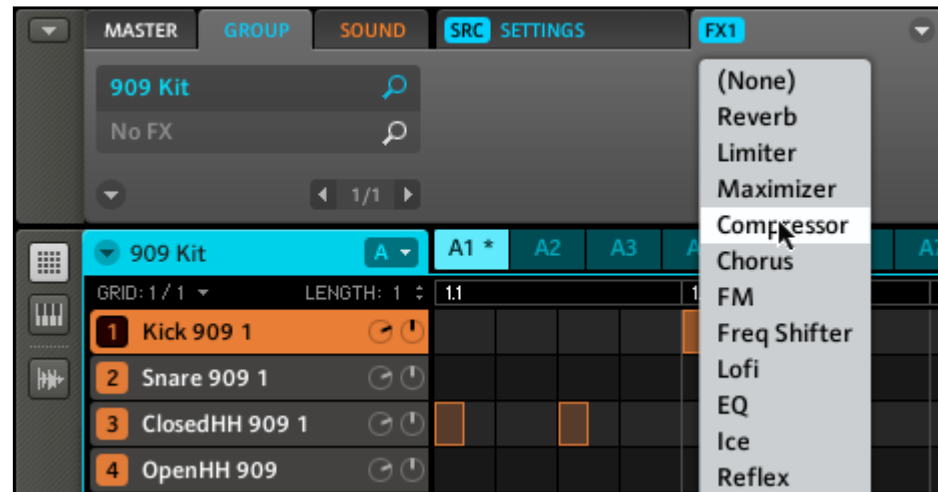 MASTER GROUP SOUND SRC SETTINGS FX1
909 Kit
No FX
1/1
(None)
Reverb
Limiter
Maximizer
Compressor
Chorus
FM
Freq Shifter
Lofi
EQ
Ice
Reflex
909 Kit A A1 * A2 A3
GRID: 1 / 1 LENGTH: 1 1.1
1 Kick 909 1
2 Snare 909 1
3 ClosedHH 909 1
4 OpenHH 909